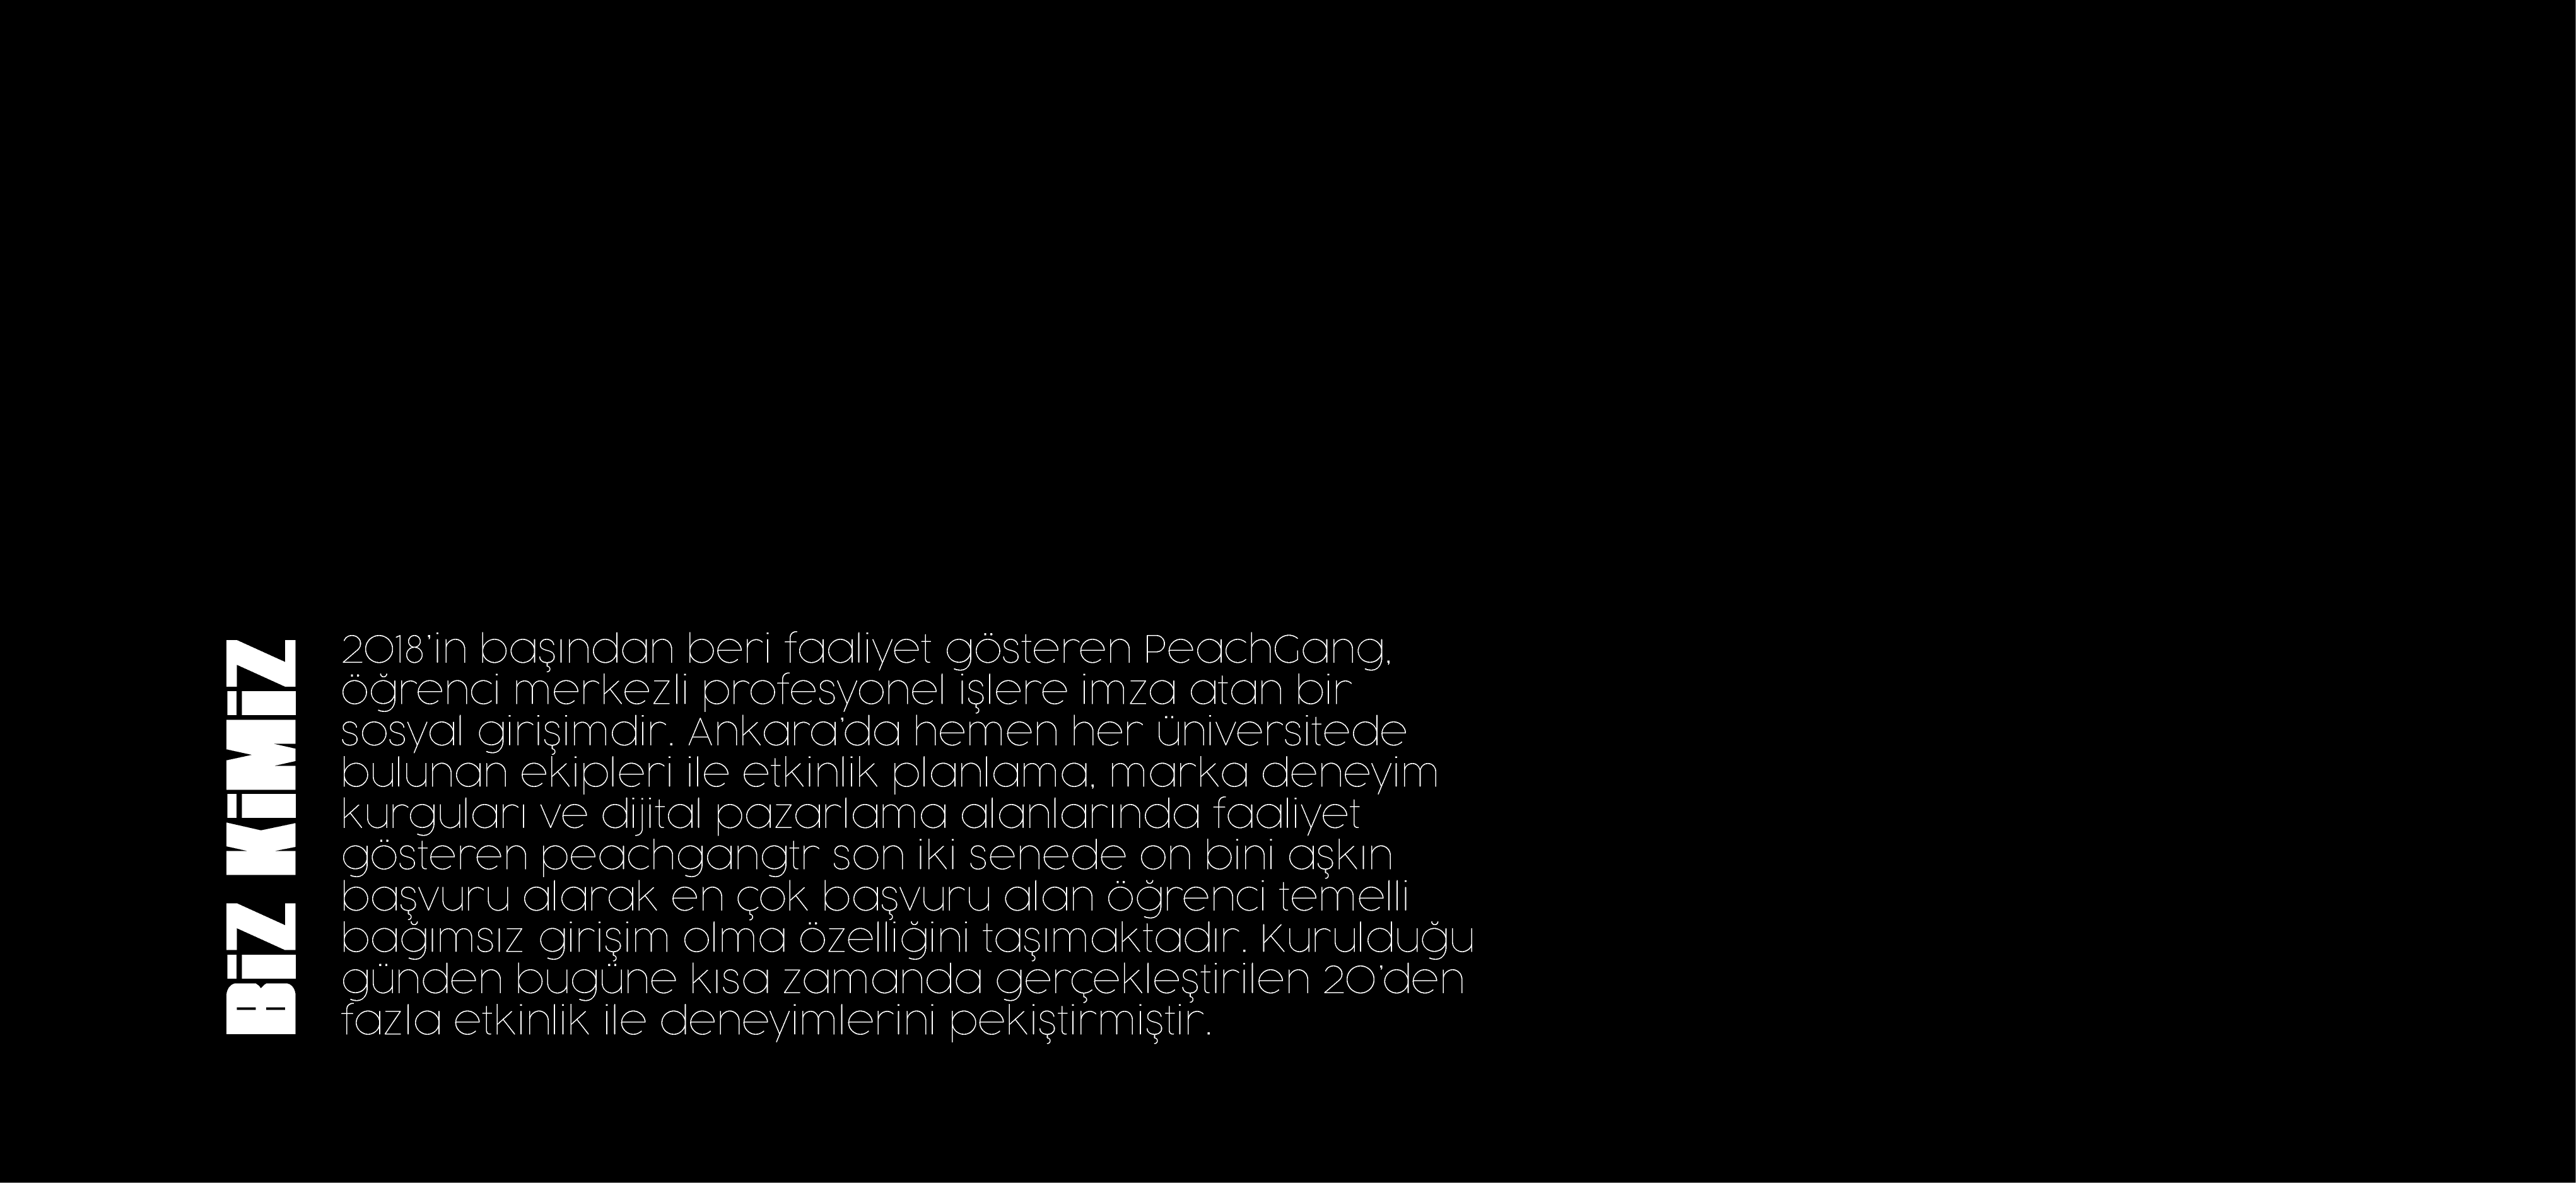 BiZ KiMiZ
2018'in başından beri faaliyet gösteren PeachGang,
öğrenci merkezli profesyonel işlere imza atan bir
sosyal girişimdir. Ankara'da hemen her üniversitede
bulunan ekipleri ile etkinlik planlama, marka deneyim
kurguları ve dijital pazarlama alanlarında faaliyet
gösteren peachgangtr son iki senede on bini aşkın
başvuru alarak en çok başvuru alan öğrenci temelli
bağımsız girişim olma özelliğini taşımaktadır. Kurulduğu
günden bugüne kısa zamanda gerçekleştirilen 20'den
fazla etkinlik ile deneyimlerini pekiştirmiştir.